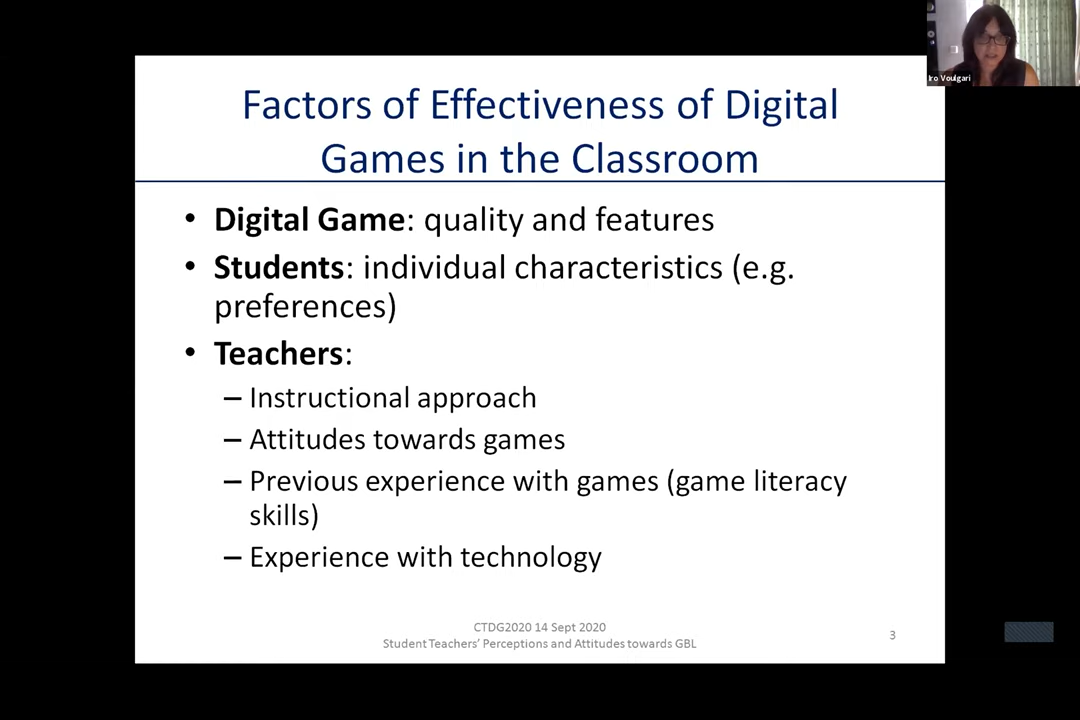 Iro Voulgari
Factors of Effectiveness of Digital
Games in the Classroom
• Digital Game: quality and features
• Students: individual characteristics (e.g.
preferences)
• Teachers:
– Instructional approach
– Attitudes towards games
– Previous experience with games (game literacy
skills)
– Experience with technology
CTDG2020 14 Sept 2020
Student Teachers’ Perceptions and Attitudes towards GBL
3